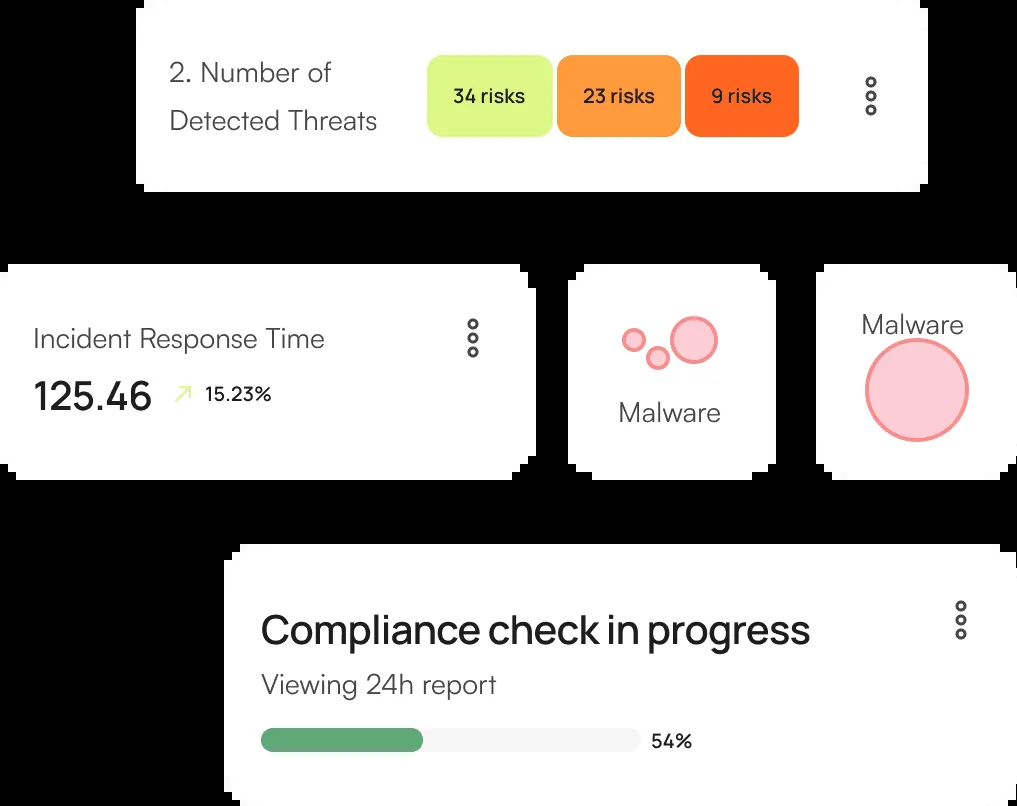 2. Number of
Detected Threats
34 risks
23 risks
9 risks
Incident Response Time
125.46
15.23%
Malware
Malware
Compliance check in progress
Viewing 24h report
54%